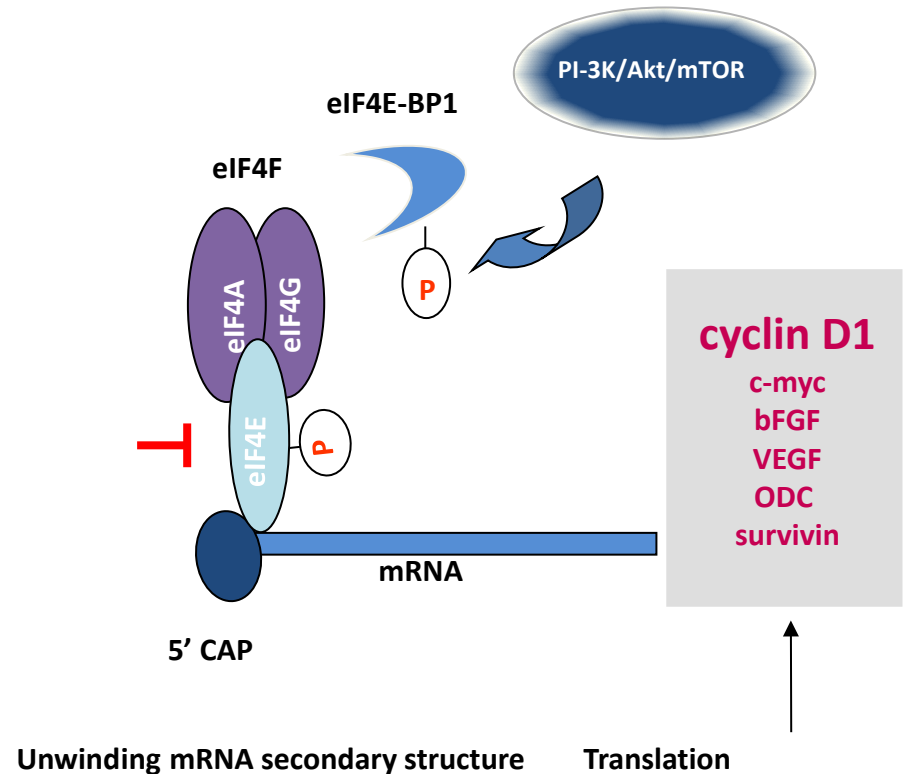 PI-3K/Akt/mTOR
eIF4E-BP1
eIF4F
eIF4A
eIF4G
P
cyclin D1
c-myc
bFGF
VEGF
ODC
survivin
eIF4E
P
mRNA
5’ CAP
Unwinding mRNA secondary structure
Translation